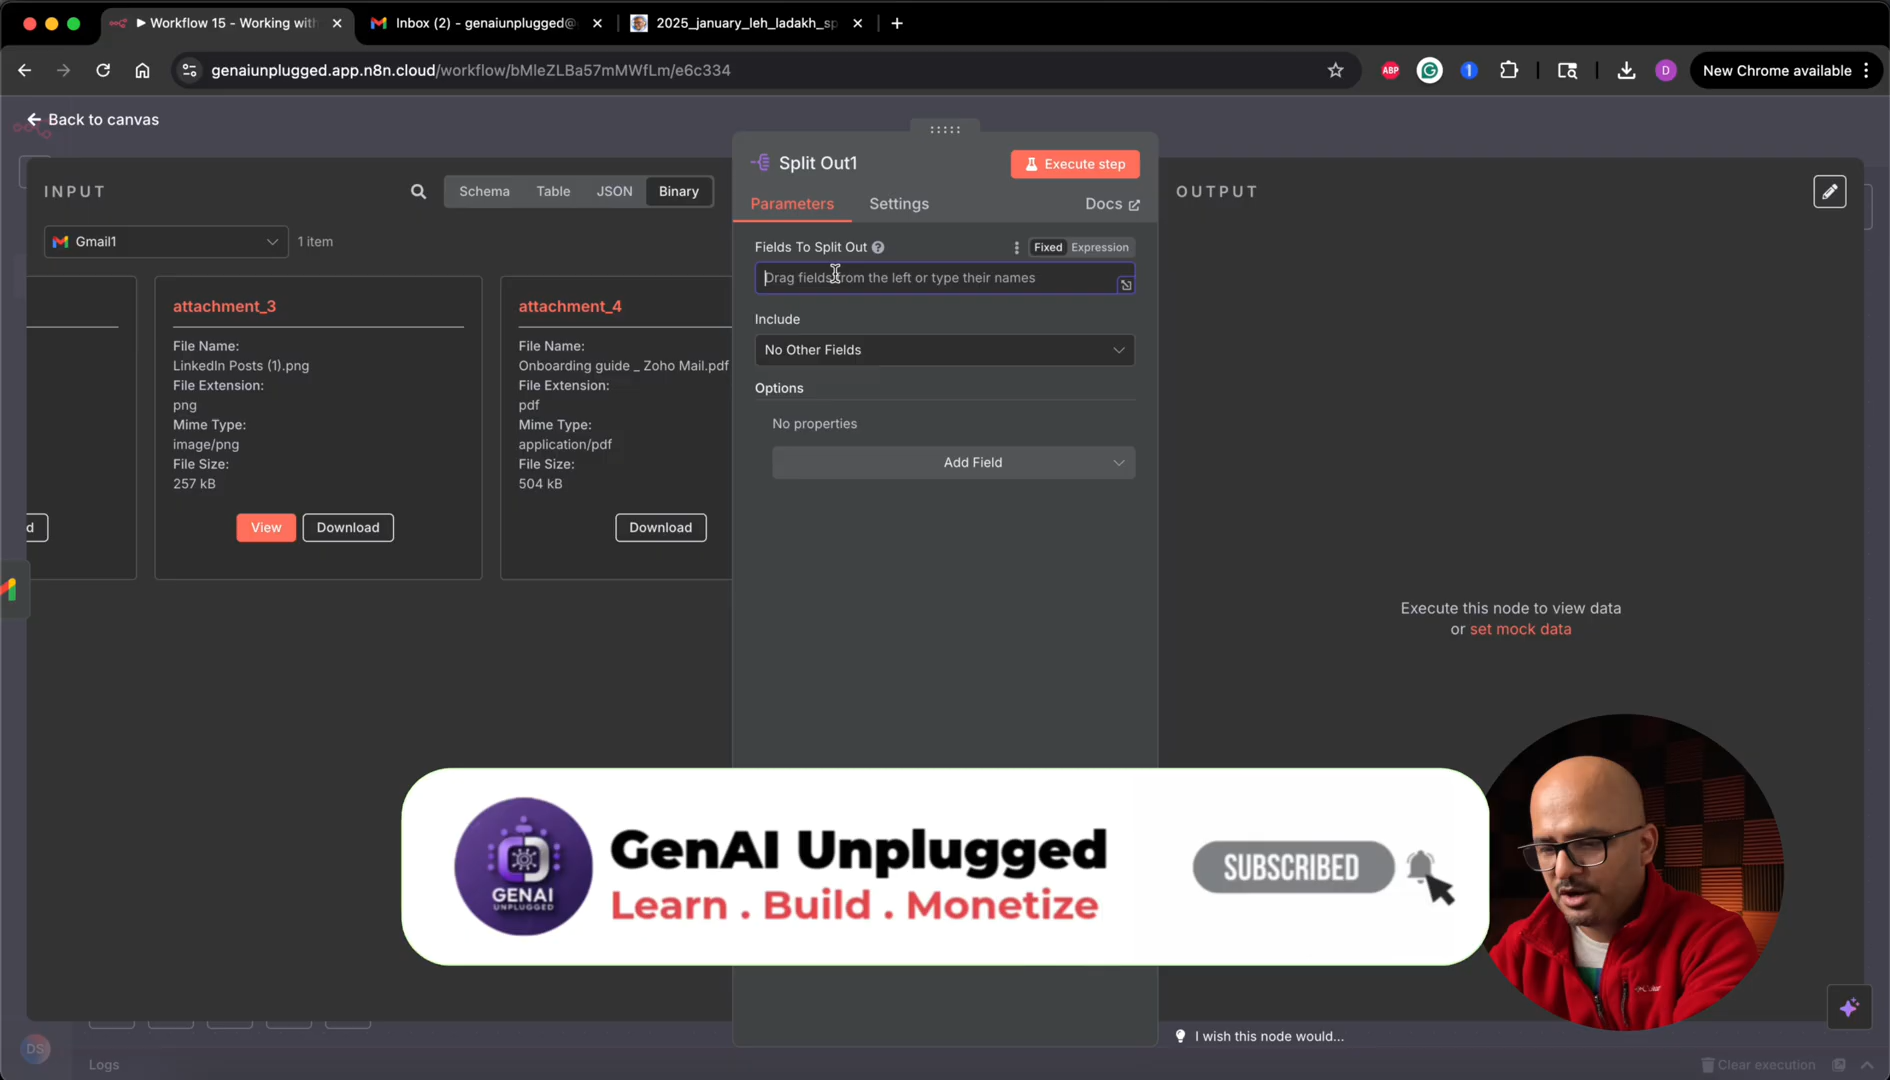 Workflow 15 - Working with
Inbox (2) - genaiunplugged@
2025_january_leh_ladakh_sp
genaiunplugged.app.n8n.cloud/workflow/bMleZLBa57mMWfLm/e6c334
ABP
1
D
New Chrome available
Back to canvas
INPUT
Schema
Table
JSON
Binary
Gmail1
1 item
attachment_3
File Name:
LinkedIn Posts (1).png
File Extension:
png
Mime Type:
image/png
File Size:
257 kB
View
Download
attachment_4
File Name:
Onboarding guide _ Zoho Mail.pdf
File Extension:
pdf
Mime Type:
application/pdf
File Size:
504 kB
Download
d
Split Out1
Execute step
Parameters
Settings
Docs
Fields To Split Out
Fixed
Expression
Drag fields from the left or type their names
Include
No Other Fields
Options
No properties
Add Field
OUTPUT
Execute this node to view data
or set mock data
GENAI
UNPLUGGED
GenAI Unplugged
Learn . Build . Monetize
SUBSCRIBED
I wish this node would...
DS
Logs
Clear execution